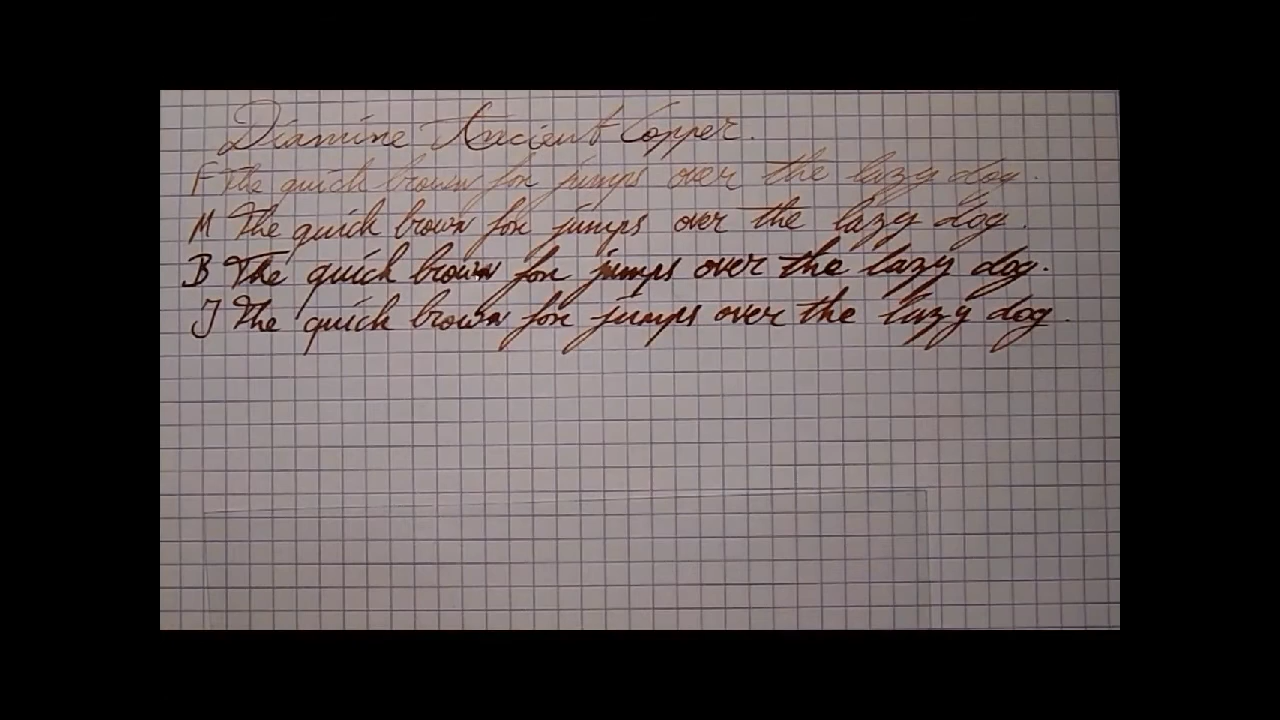 Diamine Ancient Copper.
F The quick brown fox jumps over the lazy dog.
M The quick brown fox jumps over the lazy dog.
B The quick brown fox jumps over the lazy dog.
J The quick brown fox jumps over the lazy dog.